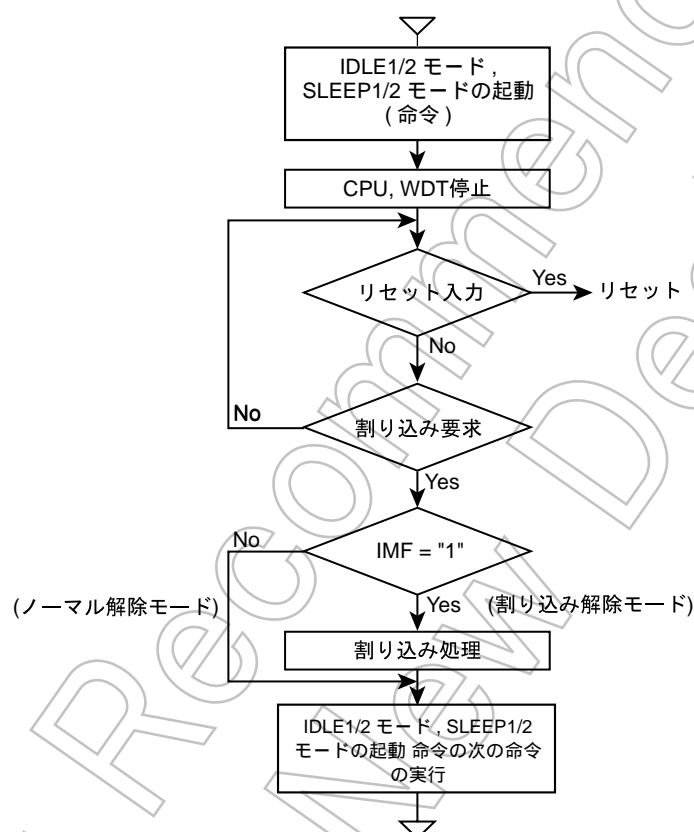 IDLE1/2 モード ,
SLEEP1/2 モードの起動
( 命令 )
CPU, WDT停止
リセット入力
Yes
リセット
No
割り込み要求
No
Yes
IMF = "1"
No
Yes
(ノーマル解除モード)
(割り込み解除モード)
割り込み処理
IDLE1/2 モード , SLEEP1/2
モードの起動 命令の次の命令
の実行
Recommend
New De